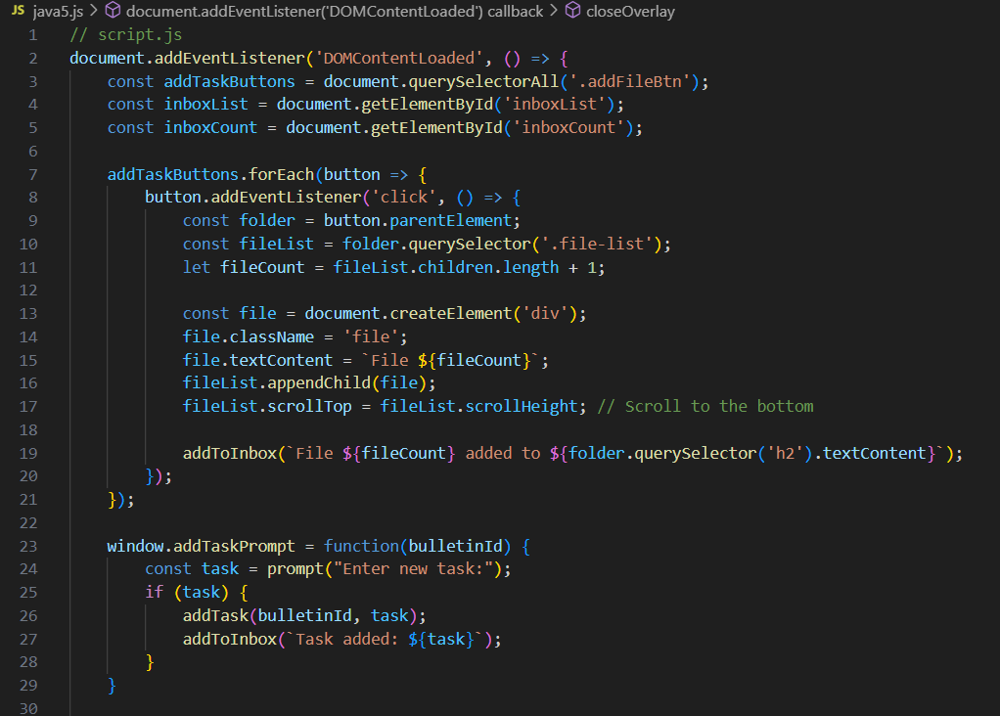 JS java5.js > document.addEventListener('DOMContentLoaded') callback > closeOverlay
1 // script.js
2 document.addEventListener('DOMContentLoaded', () => {
3     const addTaskButtons = document.querySelectorAll('.addFileBtn');
4     const inboxList = document.getElementById('inboxList');
5     const inboxCount = document.getElementById('inboxCount');
6
7     addTaskButtons.forEach(button => {
8         button.addEventListener('click', () => {
9             const folder = button.parentElement;
10             const fileList = folder.querySelector('.file-list');
11             let fileCount = fileList.children.length + 1;
12
13             const file = document.createElement('div');
14             file.className = 'file';
15             file.textContent = `File ${fileCount}`;
16             fileList.appendChild(file);
17             fileList.scrollTop = fileList.scrollHeight; // Scroll to the bottom
18
19             addToInbox(`File ${fileCount} added to ${folder.querySelector('h2').textContent}`);
20         });
21     });
22
23     window.addTaskPrompt = function(bulletinId) {
24         const task = prompt("Enter new task:");
25         if (task) {
26             addTask(bulletinId, task);
27             addToInbox(`Task added: ${task}`);
28         }
29     }
30